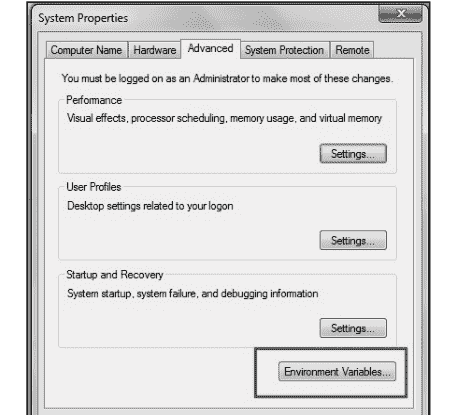 System Properties
Computer Name Hardware Advanced System Protection Remote
You must be logged on as an Administrator to make most of these changes.
Performance
Visual effects, processor scheduling, memory usage, and virtual memory
Settings...
User Profiles
Desktop settings related to your logon
Settings...
Startup and Recovery
System startup, system failure, and debugging information
Settings...
Environment Variables...